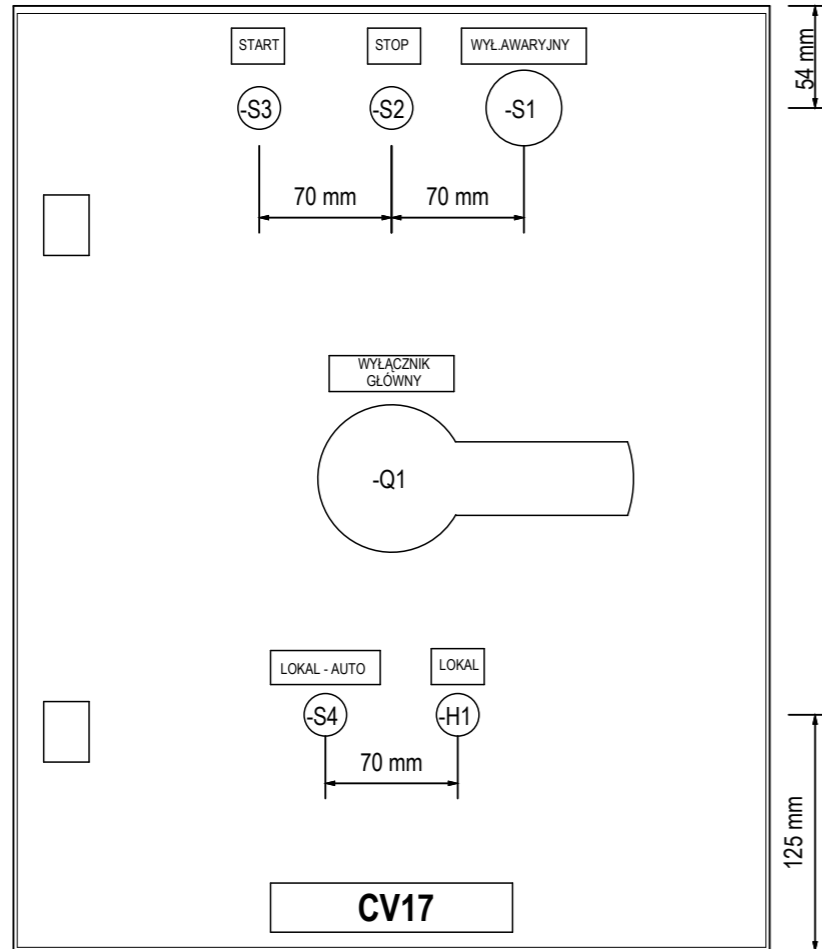 START
STOP
WYŁ.AWARYJNY
54 mm
-S3
-S2
-S1
70 mm
70 mm
WYŁĄCZNIK
GŁÓWNY
-Q1
LOKAL - AUTO
LOKAL
-S4
-H1
70 mm
125 mm
CV17